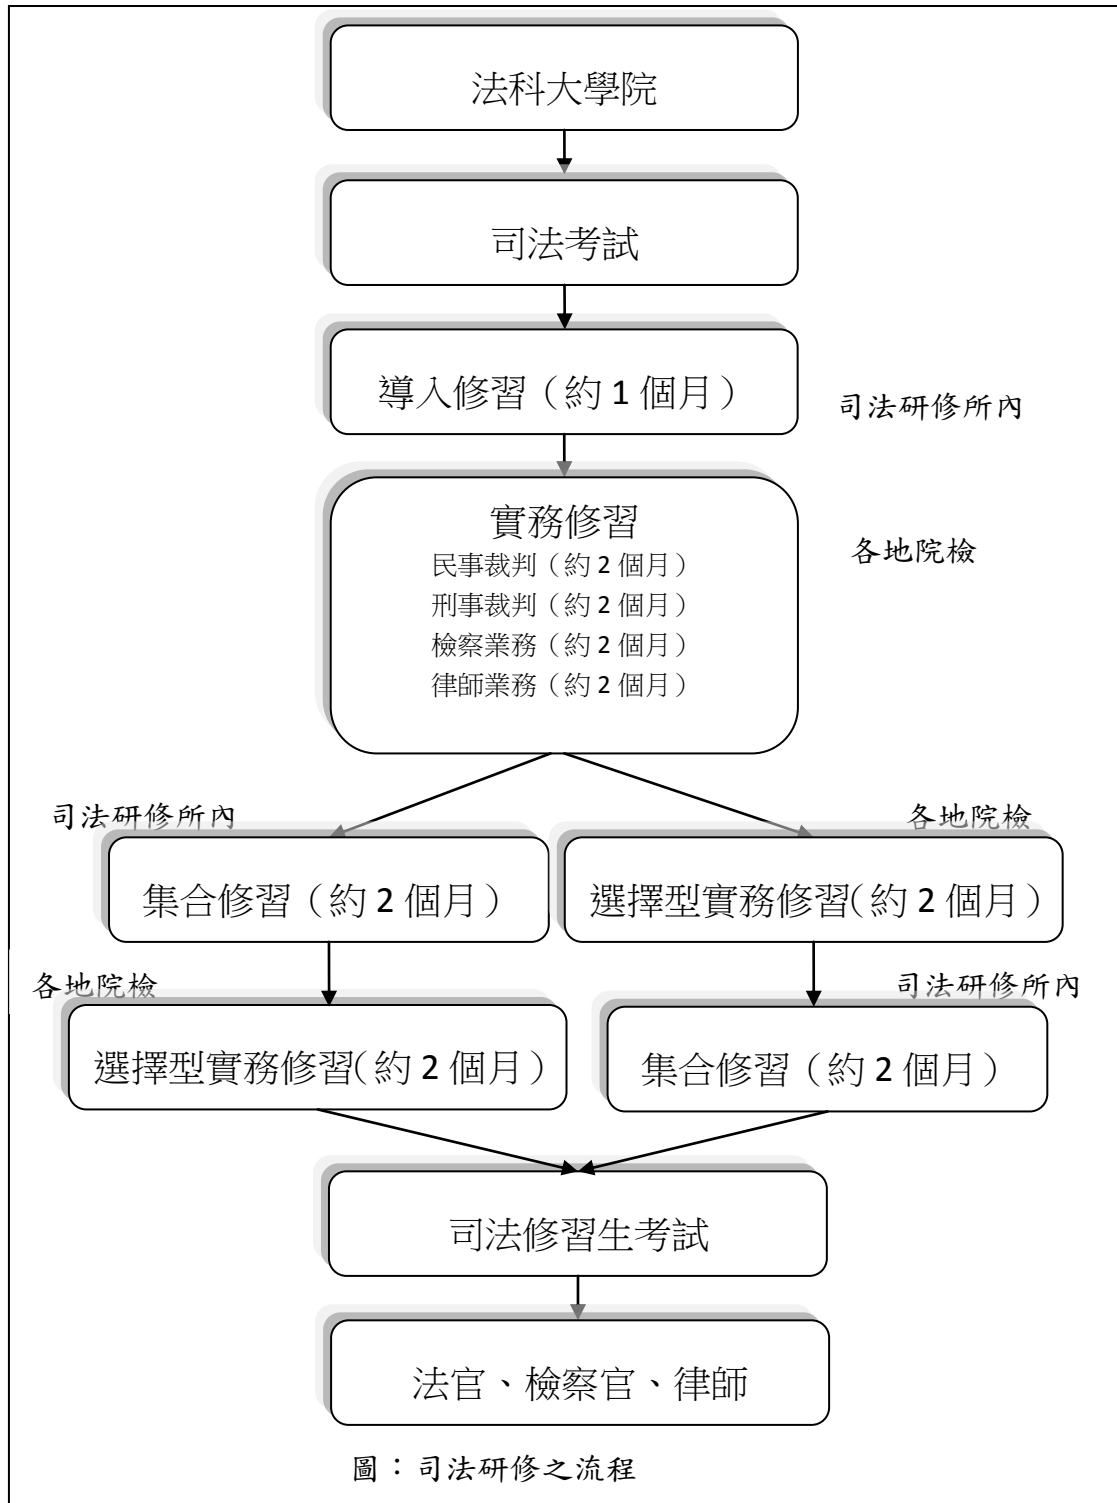 法科大學院
司法考試
導入修習（約 1 個月）
司法研修所內
實務修習
各地院檢
民事裁判（約 2 個月）
刑事裁判（約 2 個月）
檢察業務（約 2 個月）
律師業務（約 2 個月）
司法研修所內
各地院檢
集合修習（約 2 個月）
選擇型實務修習(約 2 個月)
各地院檢
司法研修所內
選擇型實務修習(約 2 個月)
集合修習（約 2 個月）
司法修習生考試
法官、檢察官、律師
圖：司法研修之流程